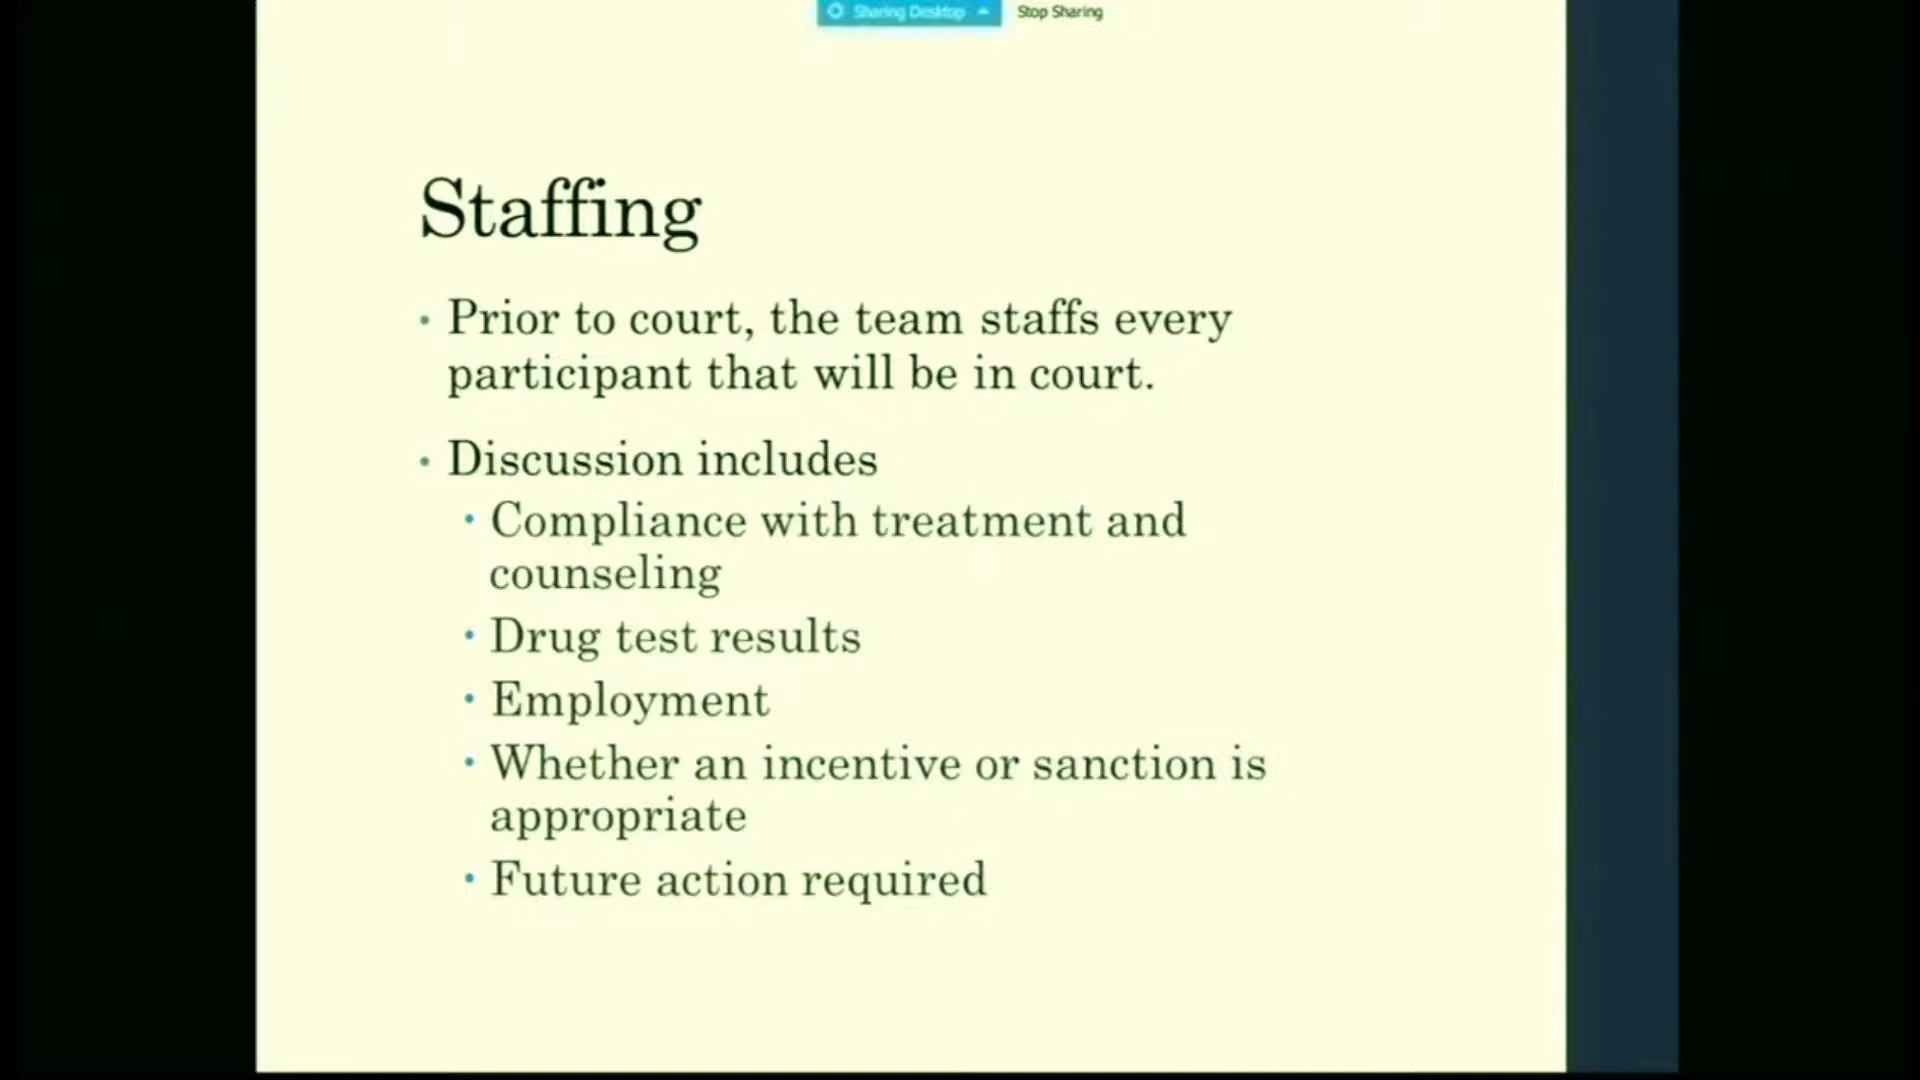 Sharing Desktop Stop Sharing
Staffing
• Prior to court, the team staffs every
participant that will be in court.
• Discussion includes
• Compliance with treatment and
counseling
• Drug test results
• Employment
• Whether an incentive or sanction is
appropriate
• Future action required